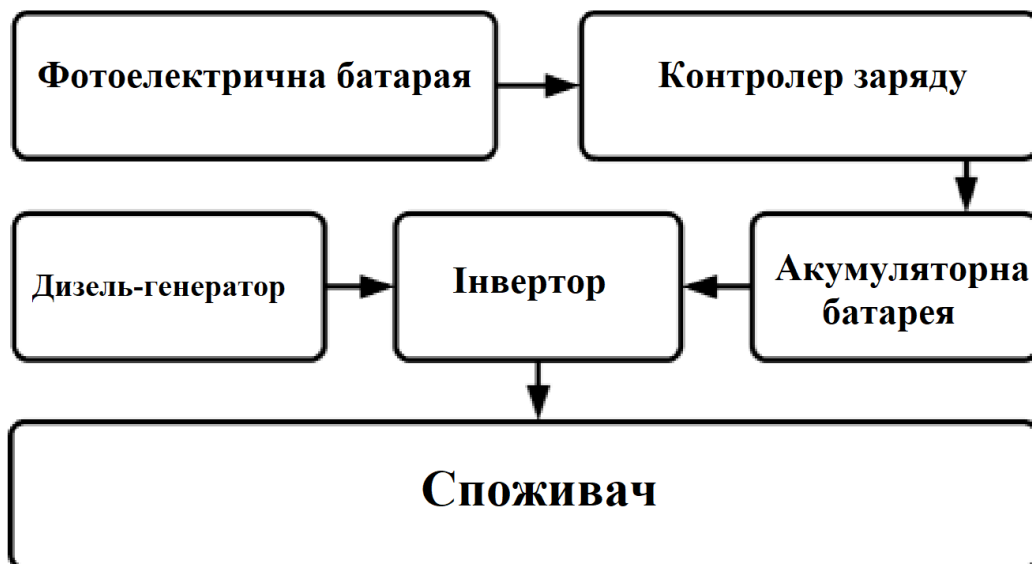 Фотоелектрична батарая
Контролер заряду
Дизель-генератор
Інвертор
Акумуляторна
батарея
Споживач